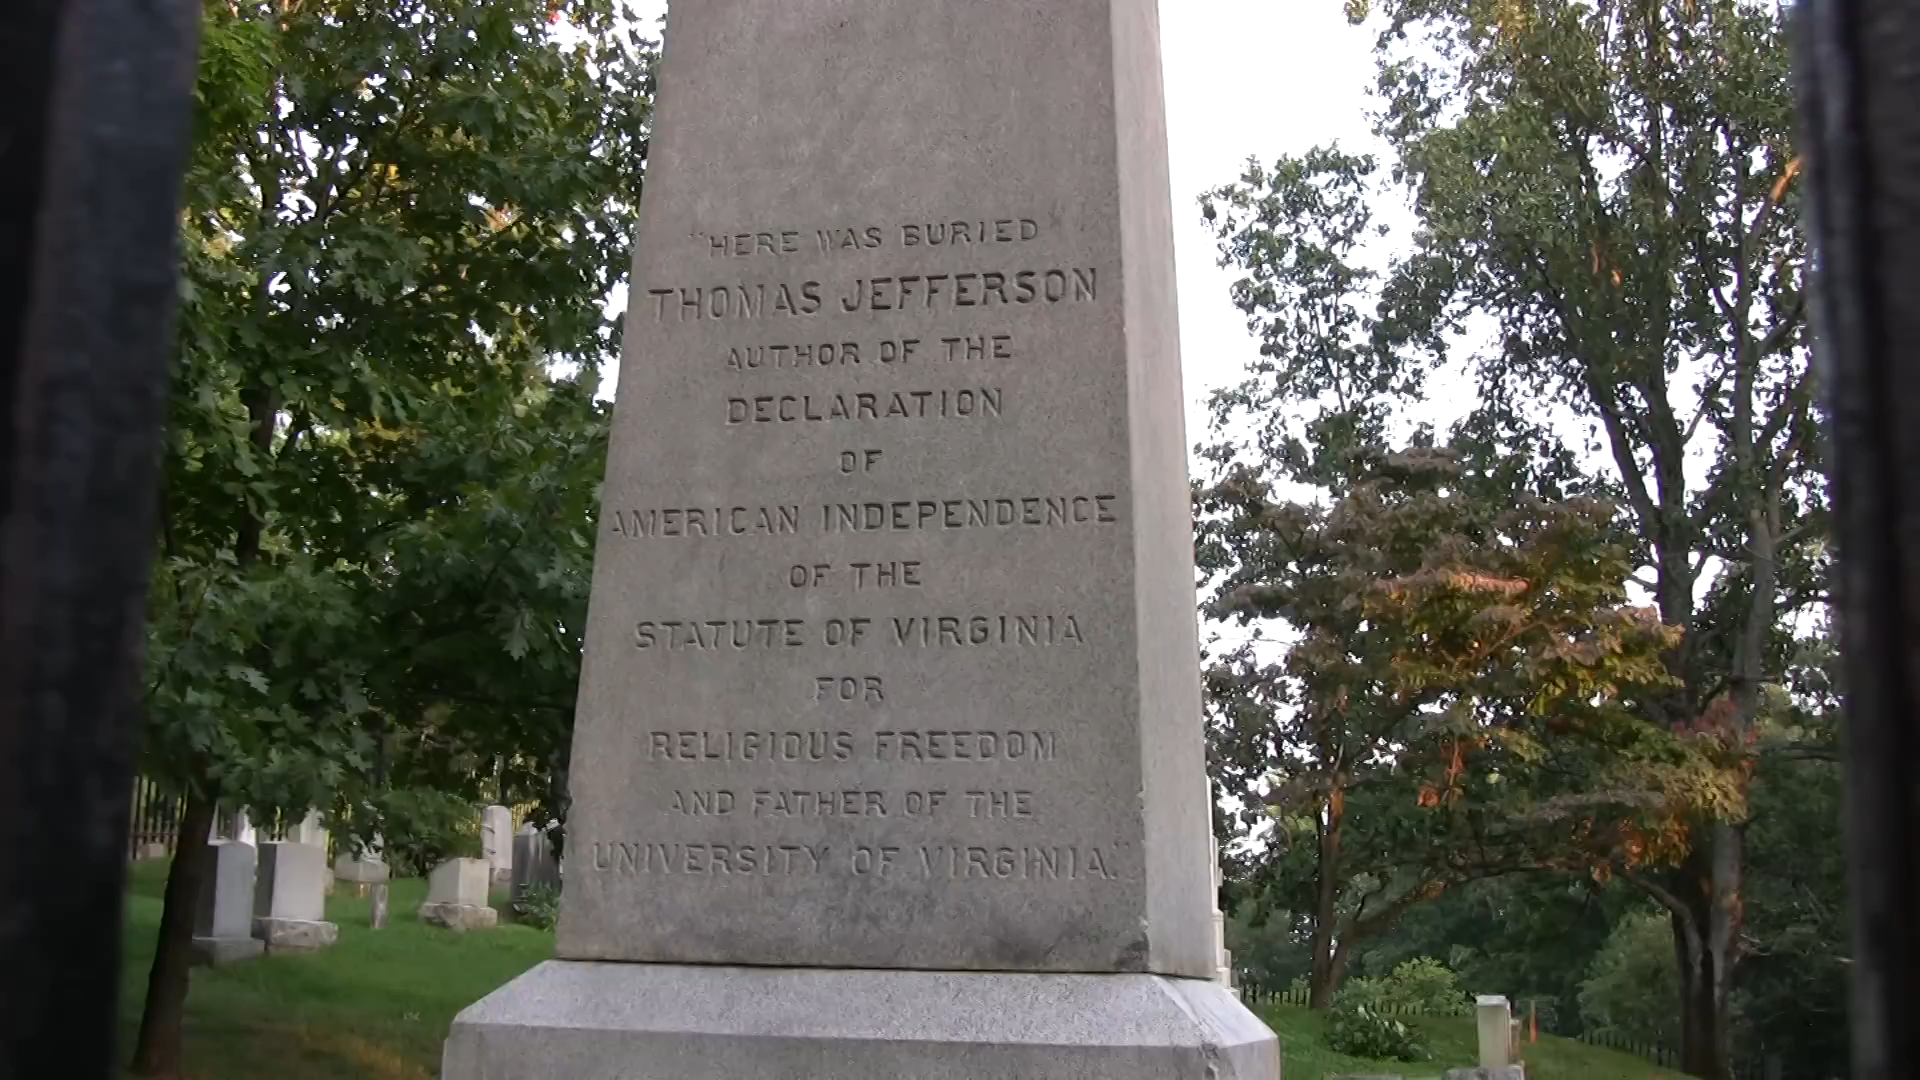 "HERE WAS BURIED
THOMAS JEFFERSON
AUTHOR OF THE
DECLARATION
OF
AMERICAN INDEPENDENCE
OF THE
STATUTE OF VIRGINIA
FOR
RELIGIOUS FREEDOM
AND FATHER OF THE
UNIVERSITY OF VIRGINIA."